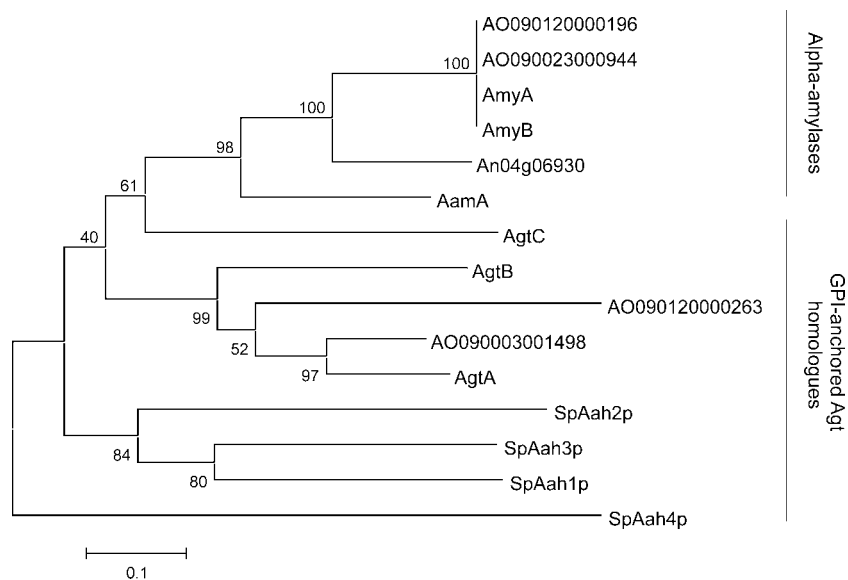 AO090120000196
AO090023000944
100
AmyA
AmyB
100
98
An04g06930
61
AamA
40
AgtC
AgtB
99
AO090120000263
52
AO090003001498
97
AgtA
SpAah2p
84
SpAah3p
80
SpAah1p
SpAah4p
0.1
Alpha-amylases
GPI-anchored Agt
homologues